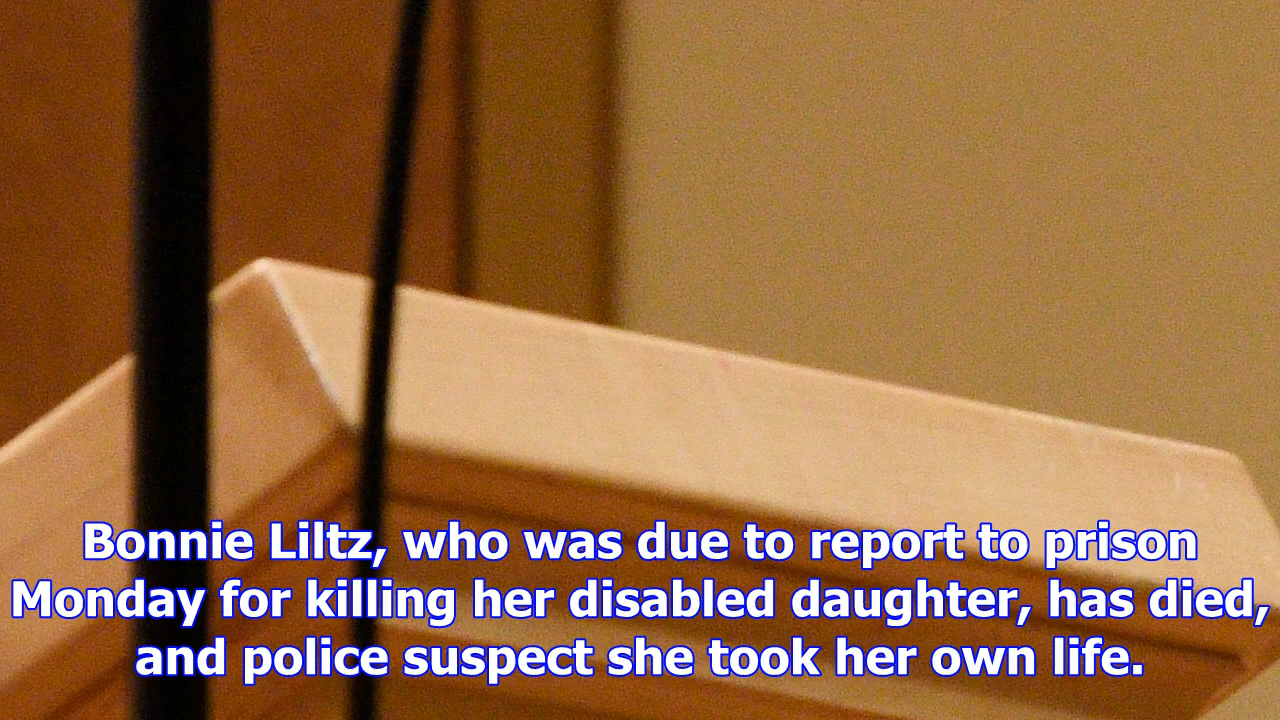 Bonnie Liltz, who was due to report to prison
Monday for killing her disabled daughter, has died,
and police suspect she took her own life.